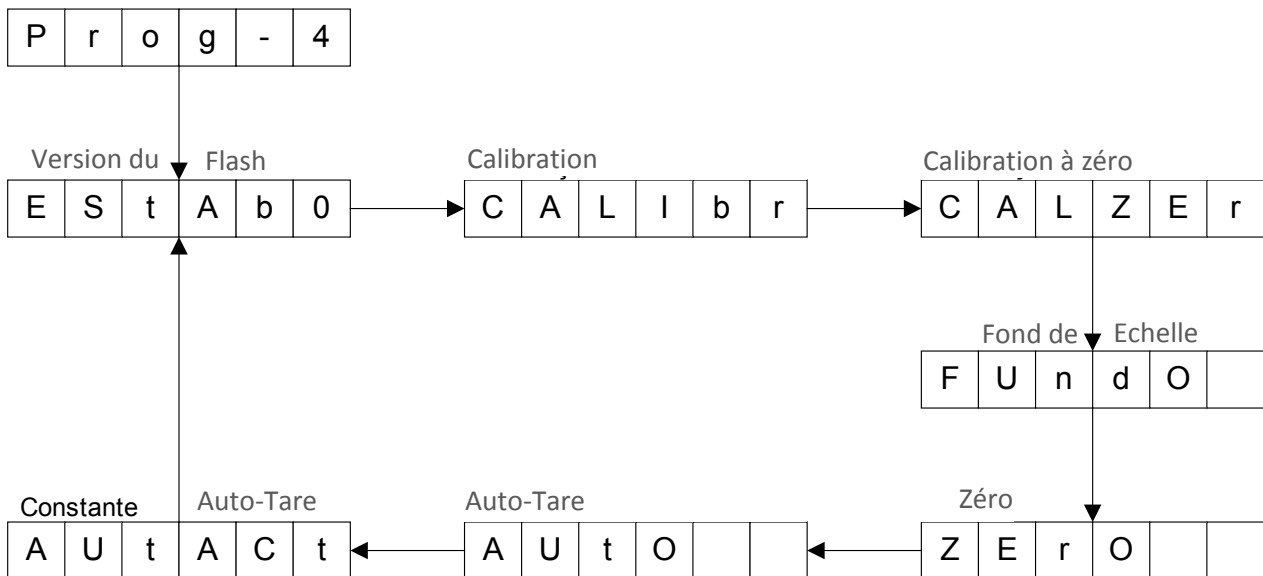 P r o g - 4
Version du Flash
E S t A b 0
Calibration
C A L I b r
Calibration à zéro
C A L Z E r
Fond de Echelle
F U n d O
Zéro
Z E r O
Auto-Tare
A U t O
Constante Auto-Tare
A U t A C t